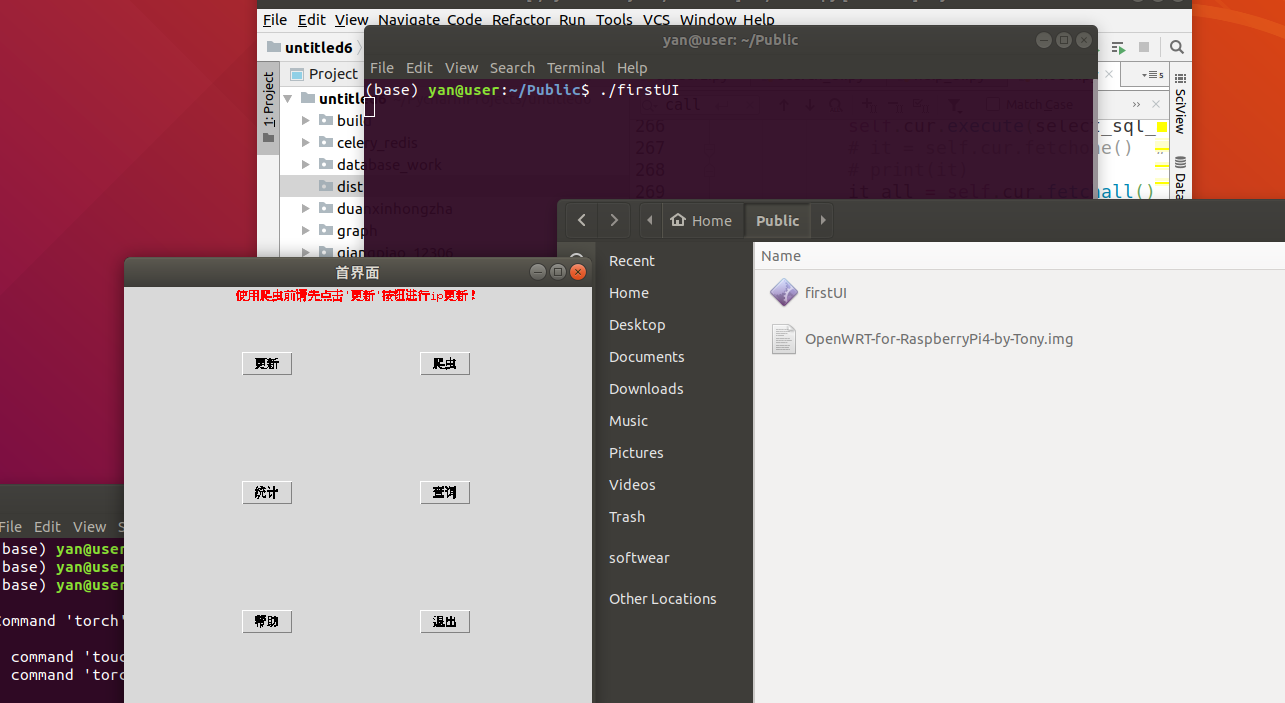 File Edit View Navigate Code Refactor Run Tools VCS Window Help
untitled6
yan@user: ~/Public
1: Project
Project
File Edit View Search Terminal Help
(base) yan@user:~/Public$ ./firstUI
call
Match Case
build
266 self.cur.execute(select_sql_
celery_redis
267 # it = self.cur.fetchone()
database_work
268 # print(it)
dist
269 it_all = self.cur.fetchall()
duanxinhongzha
graph
qiangpiao_12306
SciView
Home Public
Name
Recent
Home
Desktop
Documents
Downloads
Music
Pictures
Videos
Trash
softwear
Other Locations
firstUI
OpenWRT-for-RaspberryPi4-by-Tony.img
首界面
使用爬虫前请先点击'更新'按钮进行ip更新!
更新 爬虫
统计 查询
帮助 退出
File Edit View
base) yan@user
base) yan@user
base) yan@user
ommand 'torch'
command 'touc
command 'torc